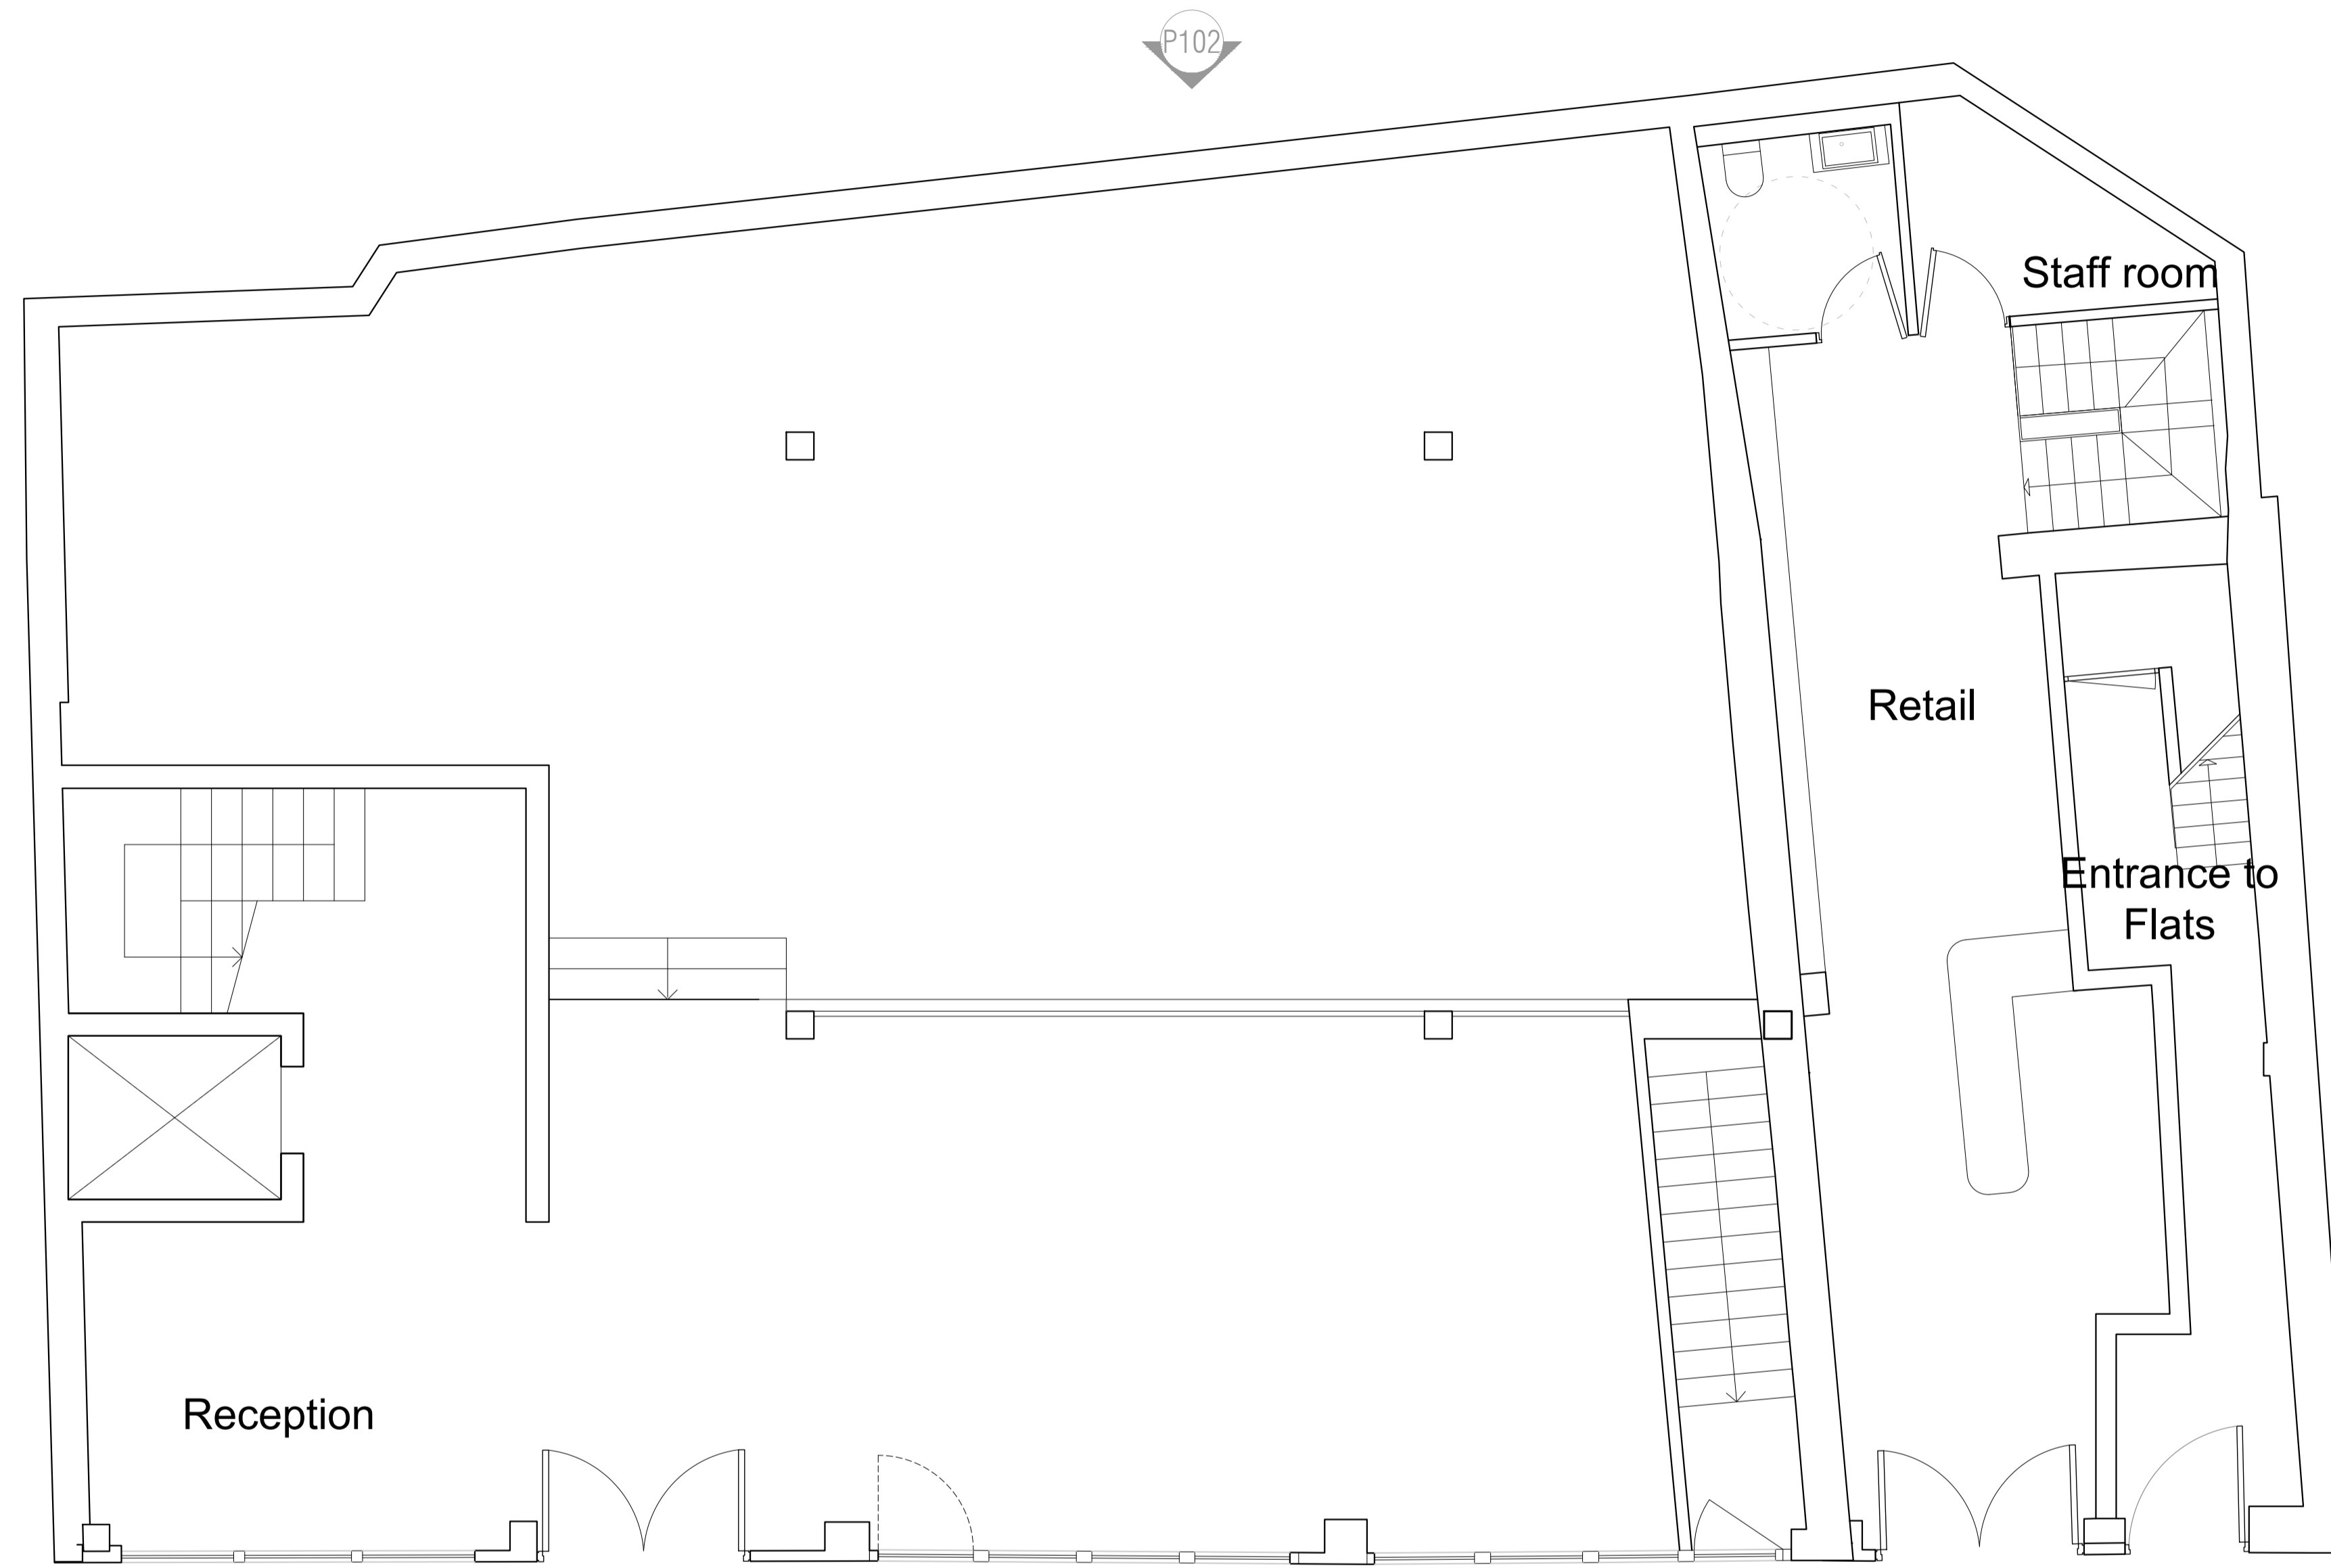 P102
Staff room
Retail
Entrance to
Flats
Reception